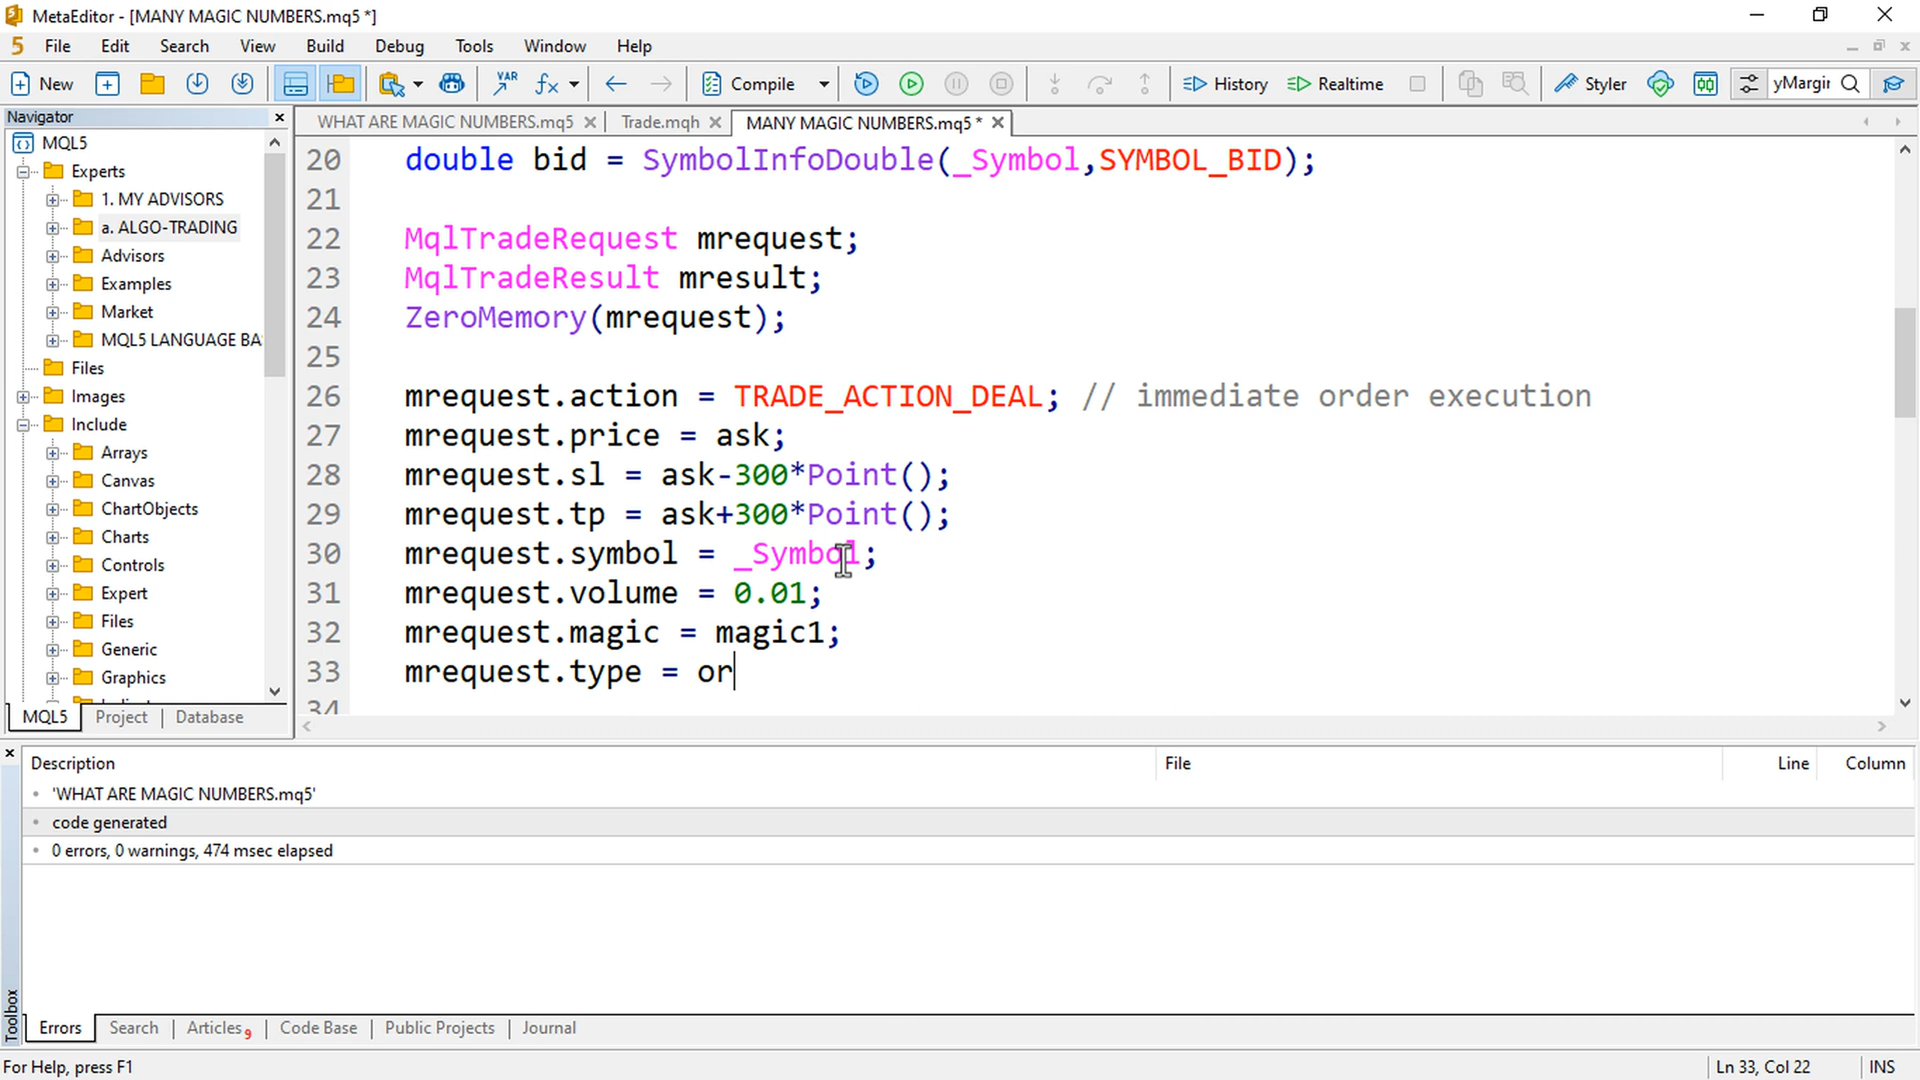 MetaEditor - [MANY MAGIC NUMBERS.mq5 *]
5 File Edit Search View Build Debug Tools Window Help
New VAR Compile History Realtime Styler yMargir
Navigator
WHAT ARE MAGIC NUMBERS.mq5 Trade.mqh MANY MAGIC NUMBERS.mq5 *
MQL5
Experts
1. MY ADVISORS
a. ALGO-TRADING
Advisors
Examples
Market
MQL5 LANGUAGE BA
Files
Images
Include
Arrays
Canvas
ChartObjects
Charts
Controls
Expert
Files
Generic
Graphics
MQL5 Project Database
20 double bid = SymbolInfoDouble(_Symbol,SYMBOL_BID);
21
22 MqlTradeRequest mrequest;
23 MqlTradeResult mresult;
24 ZeroMemory(mrequest);
25
26 mrequest.action = TRADE_ACTION_DEAL; // immediate order execution
27 mrequest.price = ask;
28 mrequest.sl = ask-300*Point();
29 mrequest.tp = ask+300*Point();
30 mrequest.symbol = _Symbol;
31 mrequest.volume = 0.01;
32 mrequest.magic = magic1;
33 mrequest.type = or
34
Description File Line Column
'WHAT ARE MAGIC NUMBERS.mq5'
code generated
0 errors, 0 warnings, 474 msec elapsed
Toolbox
Errors Search Articles 9 Code Base Public Projects Journal
For Help, press F1 Ln 33, Col 22 INS